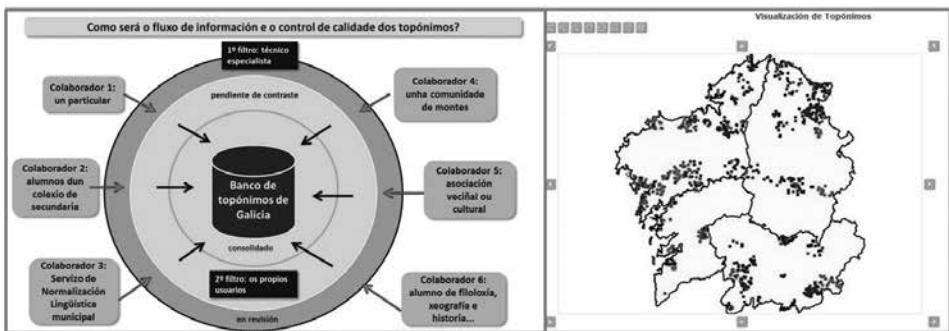 Como será o fluxo de información e o control de calidade dos topónimos?
1º filtro: técnico
especialista
Colaborador 1:
un particular
pendiente de contraste
Colaborador 4:
unha comunidade
de montes
Colaborador 2:
alumnos dun
colexio de
secundaria
Banco de
topónimos de
Galicia
Colaborador 5:
asociación
veciñal ou
cultural
consolidado
Colaborador 3:
Servizo de
Normalización
Lingüística
municipal
2º filtro: os propios
usuarios
Colaborador 6:
alumno de filoloxía,
xeografía e
historia...
en revisión
Visualización de Topónimos